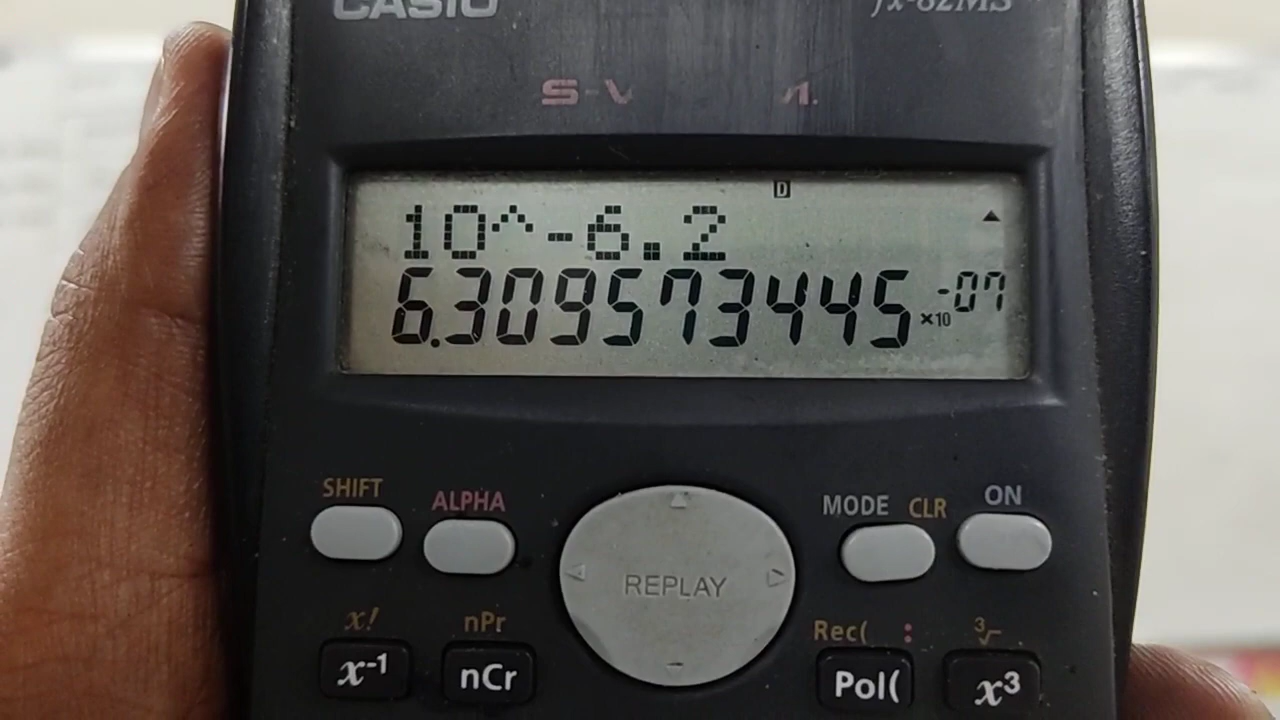 CASIO
fx-82MS
D
10^-6.2
6.309573445×10-07
SHIFT
ALPHA
MODE CLR
ON
REPLAY
x!
nPr
Rec( :
3√
x-1
nCr
Pol(
x3